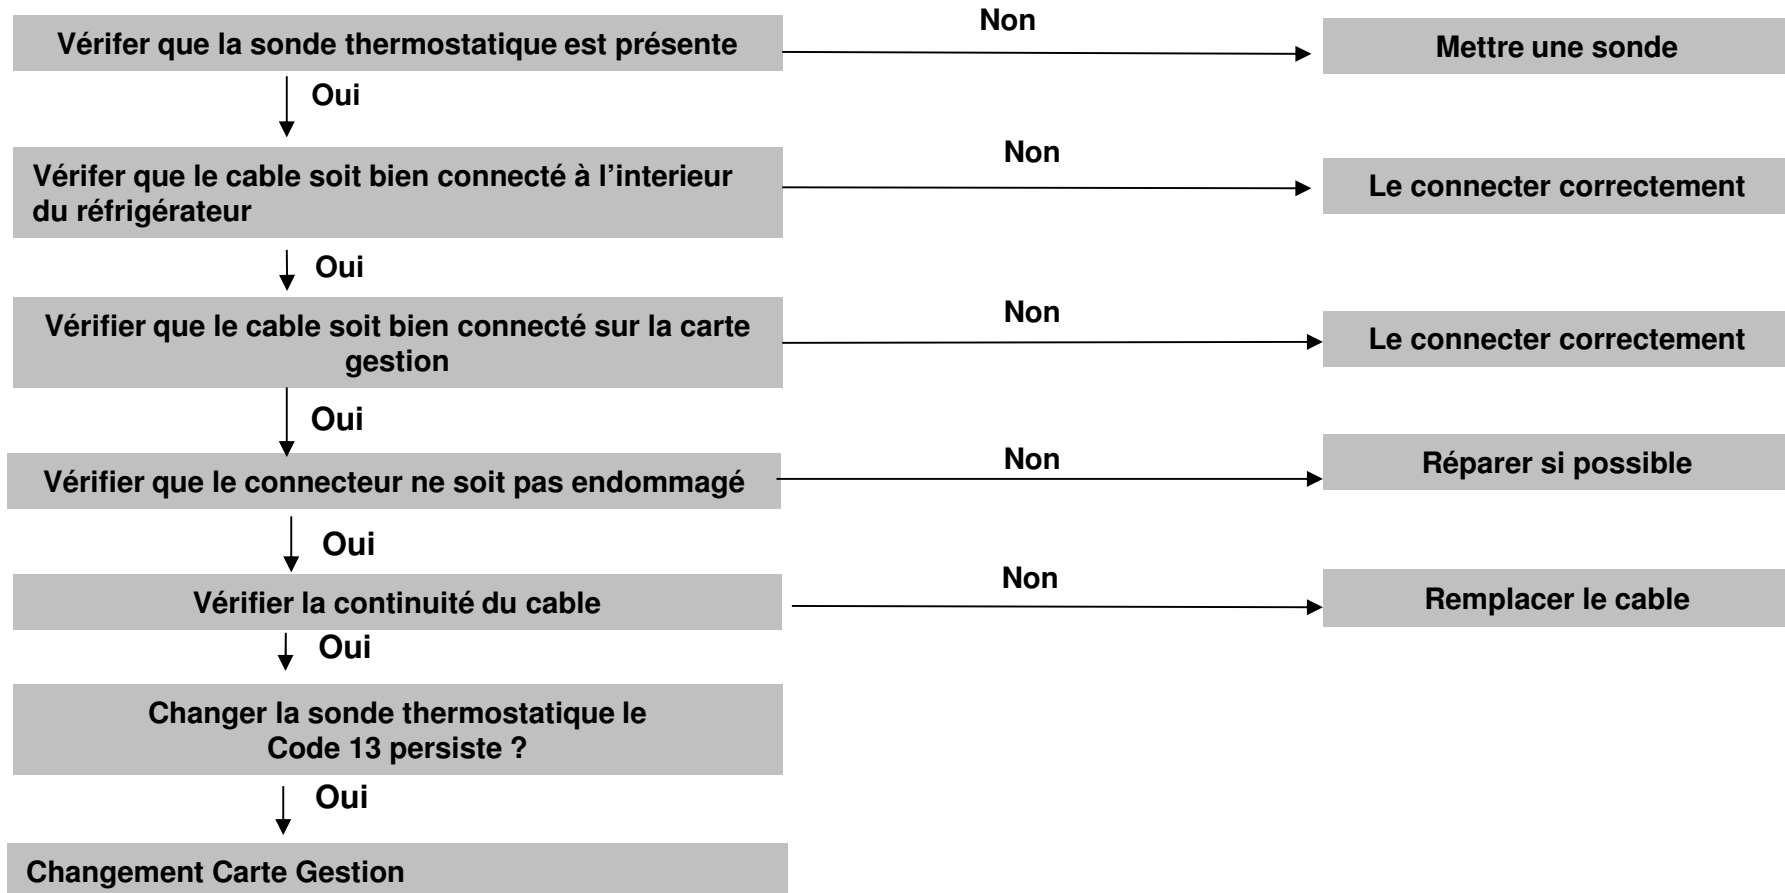 Non
Vérifer que la sonde thermostatique est présente
Mettre une sonde
Oui
Non
Vérifer que le cable soit bien connecté à l'interieur
du réfrigérateur
Le connecter correctement
Oui
Non
Vérifier que le cable soit bien connecté sur la carte
gestion
Le connecter correctement
Oui
Non
Vérifier que le connecteur ne soit pas endommagé
Réparer si possible
Oui
Non
Vérifier la continuité du cable
Remplacer le cable
Oui
Changer la sonde thermostatique le
Code 13 persiste ?
Oui
Changement Carte Gestion